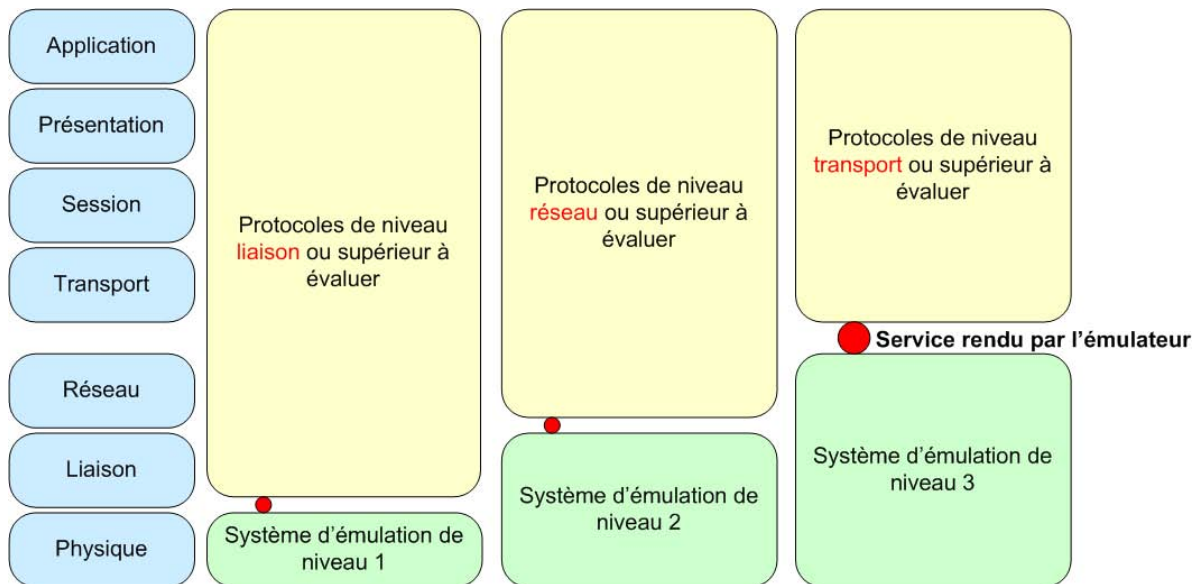 Application
Présentation
Session
Transport
Réseau
Liaison
Physique
Protocoles de niveau
liaison ou supérieur à
évaluer
Système d'émulation de
niveau 1
Protocoles de niveau
réseau ou supérieur à
évaluer
Système d'émulation de
niveau 2
Protocoles de niveau
transport ou supérieur à
évaluer
Service rendu par l'émulateur
Système d'émulation de
niveau 3